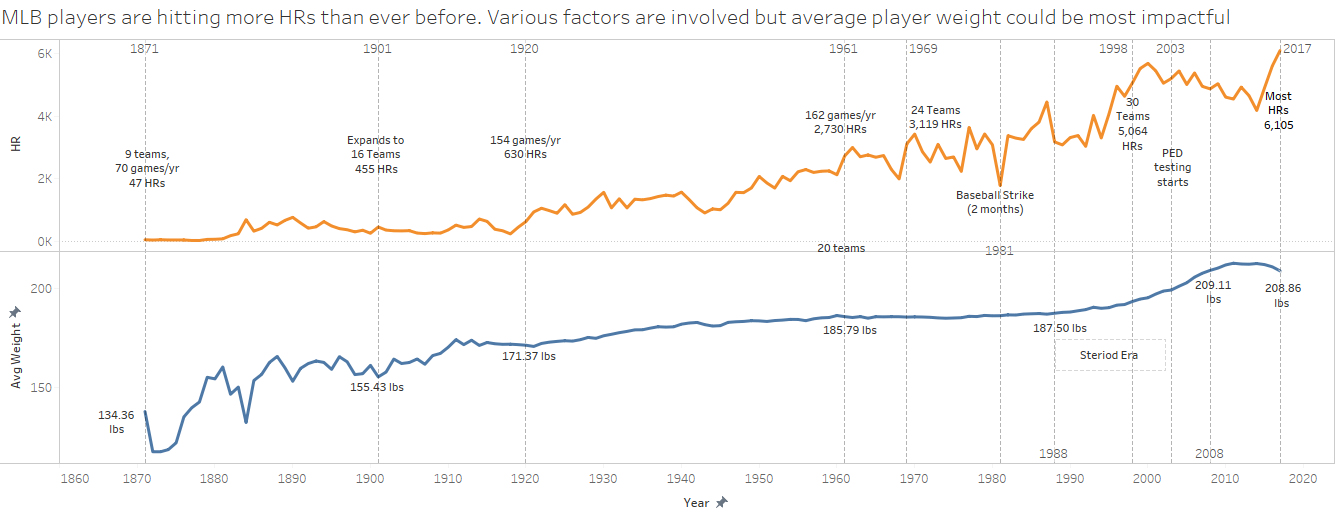 MLB players are hitting more HRs than ever before. Various factors are involved but average player weight could be most impactful
1871
1901
1920
1961
1969
1998
2003
2017
6K
4K
2K
0K
HR
9 teams,
70 games/yr
47 HRs
Expands to
16 Teams
455 HRs
154 games/yr
630 HRs
162 games/yr
2,730 HRs
24 Teams
3,119 HRs
Baseball Strike
(2 months)
30
Teams
5,064
HRs
PED
testing
starts
Most
HRs
6,105
20 teams
1981
200
150
Avg Weight
134.36
lbs
155.43 lbs
171.37 lbs
185.79 lbs
187.50 lbs
Steriod Era
209.11
lbs
208.86
lbs
1988
2008
1860
1870
1880
1890
1900
1910
1920
1930
1940
1950
1960
1970
1980
1990
2000
2010
2020
Year